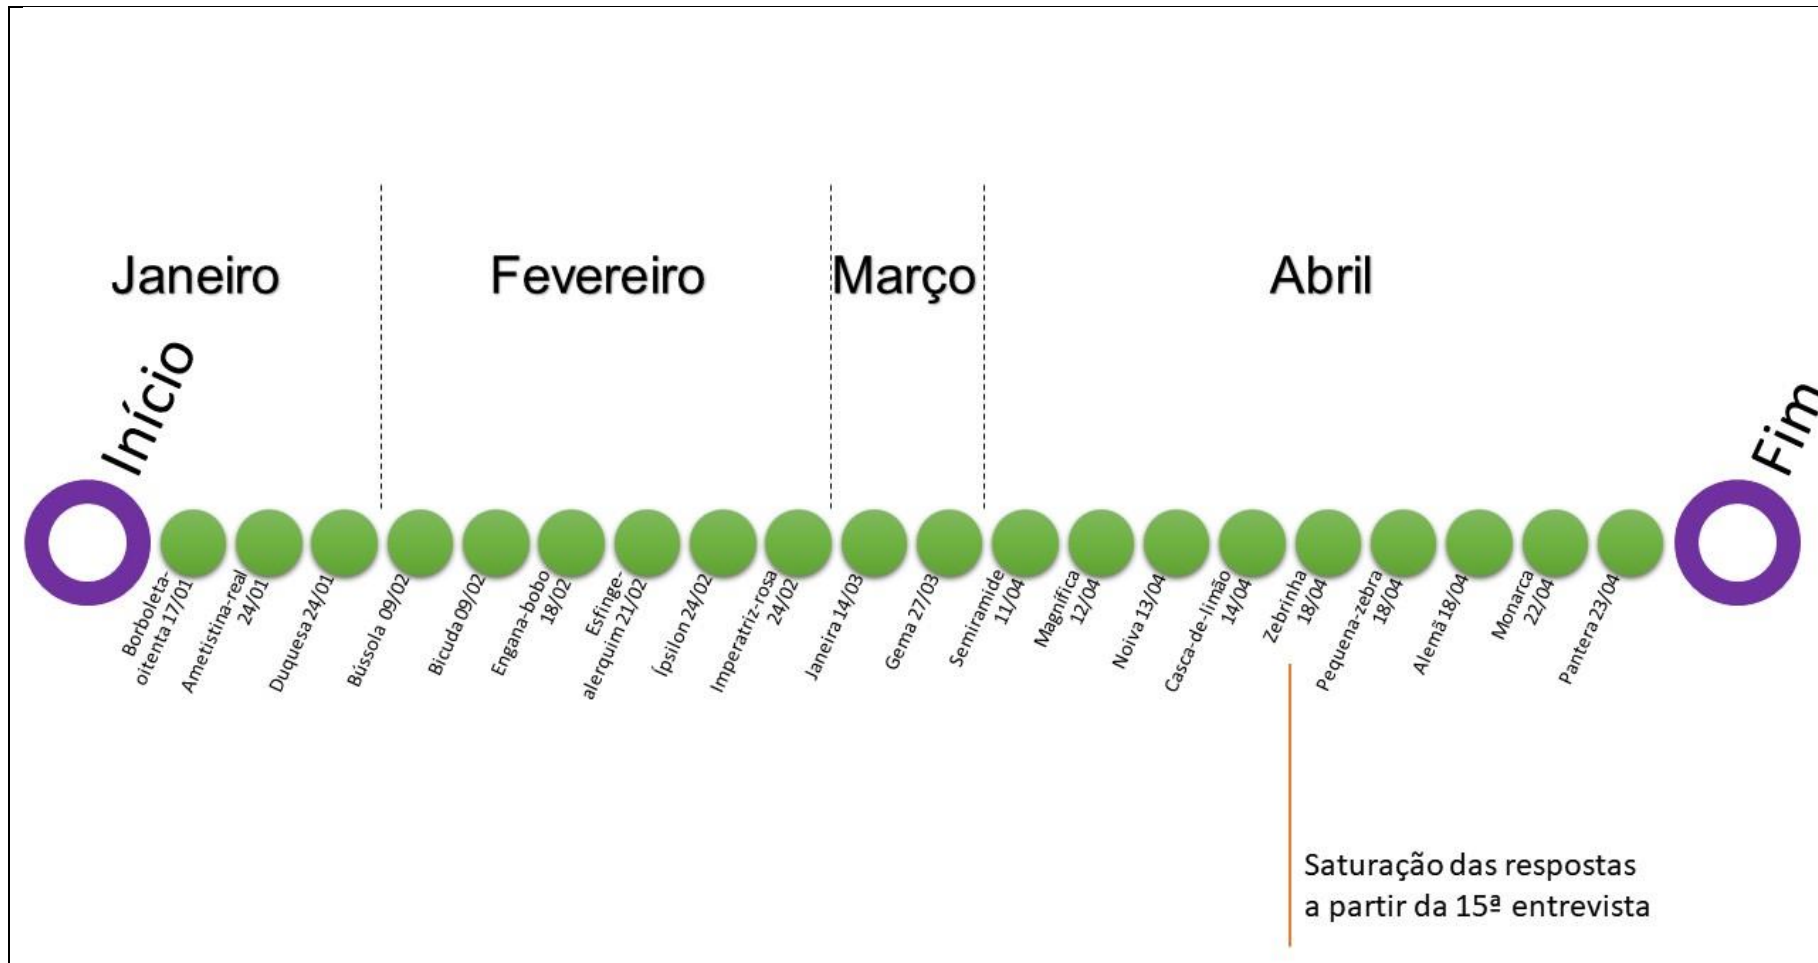 Janeiro
Fevereiro
Março
Abril
Início
Fim
Borboleta-
oitenta 17/01
Ametistina-real
24/01
Duquesa 24/01
Bússola 09/02
Bicuda 09/02
Engana-bobo
18/02
Esfinge-
alerquim 21/02
Ípsilon 24/02
Imperatriz-rosa
24/02
Janeira 14/03
Gema 27/03
Semiramide
11/04
Magnífica
12/04
Noiva 13/04
Casca-de-limão
14/04
Zebrinha
18/04
Pequena-zebra
18/04
Alemã 18/04
Monarca
22/04
Pantera 23/04
Saturação das respostas
a partir da 15ª entrevista